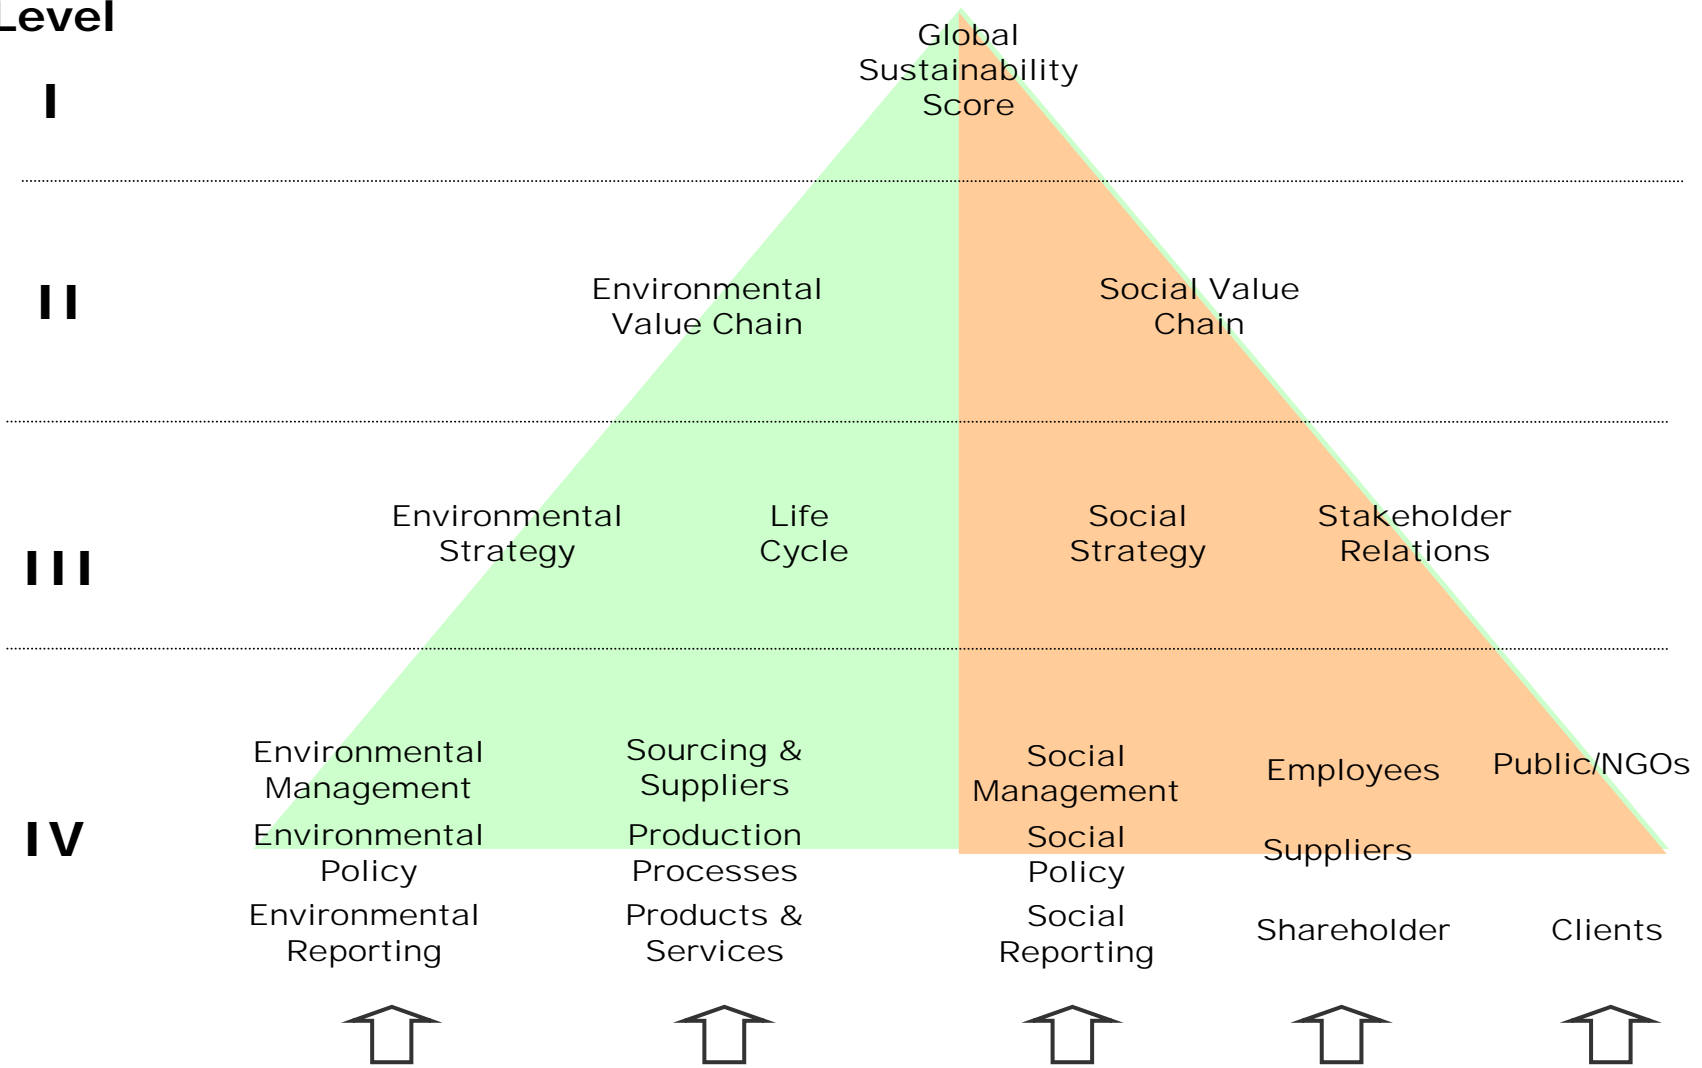 Level
Global
Sustainability
Score
I
II
Environmental
Value Chain
Social Value
Chain
III
Environmental
Strategy
Life
Cycle
Social
Strategy
Stakeholder
Relations
IV
Environmental
Management
Sourcing &
Suppliers
Social
Management
Employees
Public/NGOs
Environmental
Policy
Production
Processes
Social
Policy
Suppliers
Environmental
Reporting
Products &
Services
Social
Reporting
Shareholder
Clients